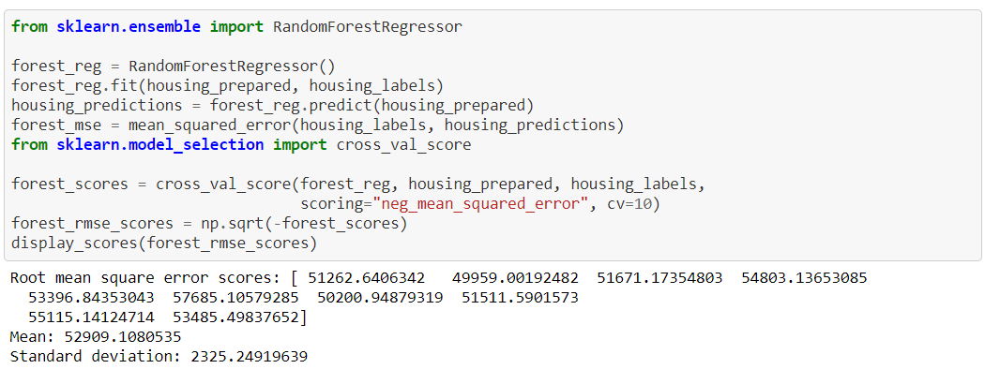 from sklearn.ensemble import RandomForestRegressor
forest_reg = RandomForestRegressor()
forest_reg.fit(housing_prepared, housing_labels)
housing_predictions = forest_reg.predict(housing_prepared)
forest_mse = mean_squared_error(housing_labels, housing_predictions)
from sklearn.model_selection import cross_val_score
forest_scores = cross_val_score(forest_reg, housing_prepared, housing_labels,
                                scoring="neg_mean_squared_error", cv=10)
forest_rmse_scores = np.sqrt(-forest_scores)
display_scores(forest_rmse_scores)
Root mean square error scores: [ 51262.6406342   49959.00192482  51671.17354803  54803.13653085
  53396.84353043  57685.10579285  50200.94879319  51511.5901573
  55115.14124714  53485.49837652]
Mean: 52909.1080535
Standard deviation: 2325.24919639